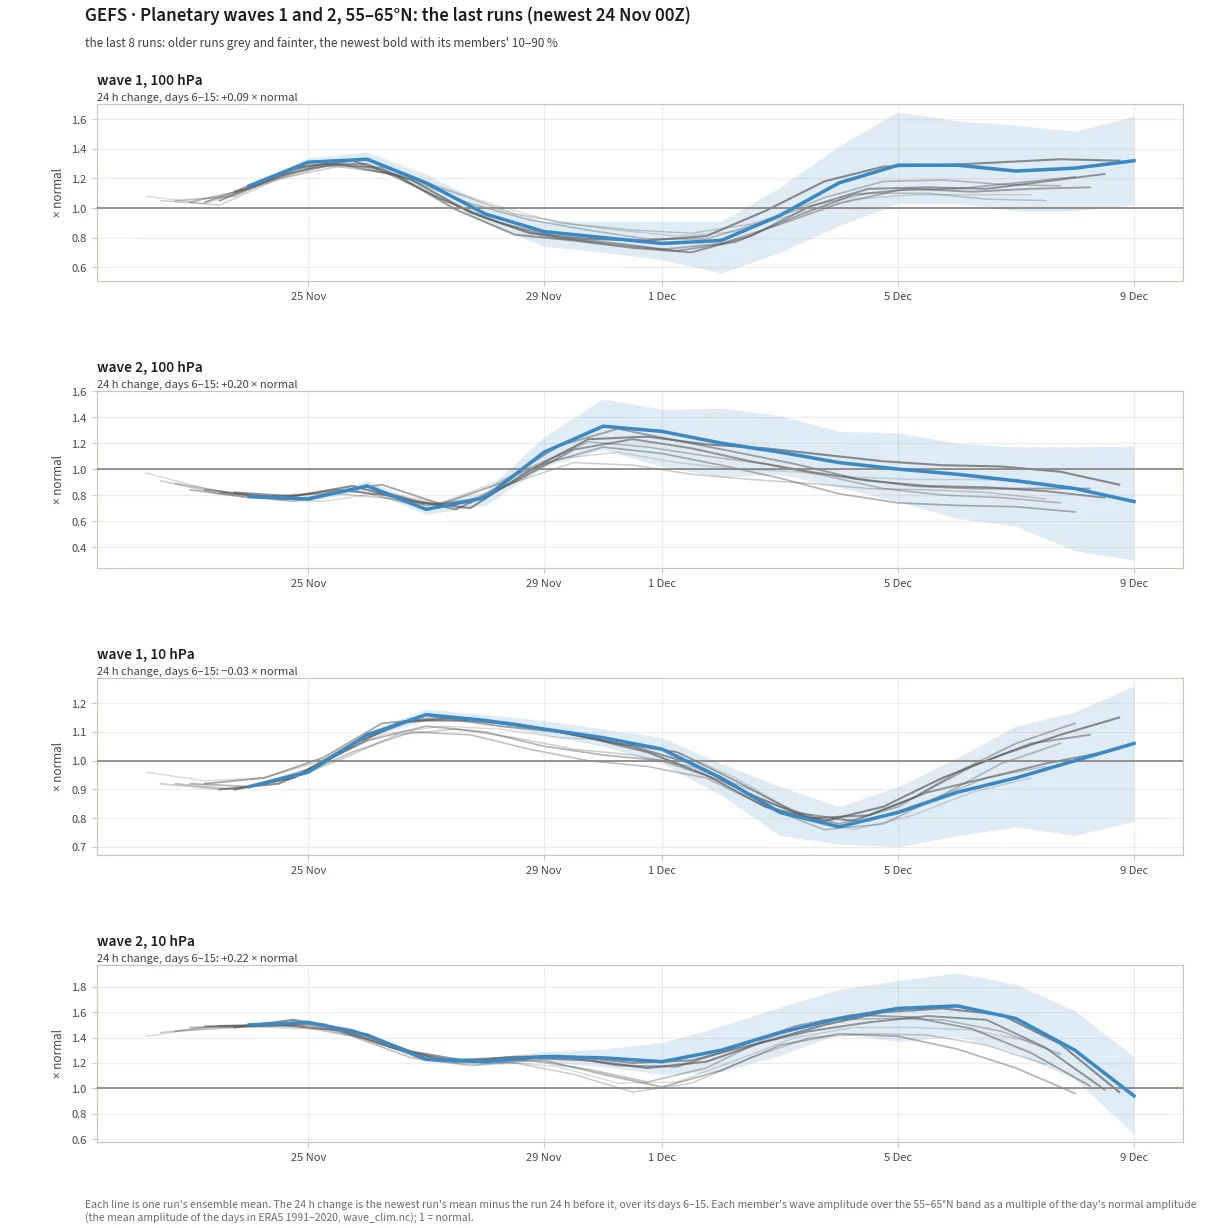 GEFS · Planetary waves 1 and 2, 55–65°N: the last runs (newest 24 Nov 00Z)
the last 8 runs: older runs grey and fainter, the newest bold with its members' 10–90 %
wave 1, 100 hPa
24 h change, days 6–15: +0.09 × normal
1.6
1.4
1.2
1.0
0.8
0.6
× normal
25 Nov
29 Nov
1 Dec
5 Dec
9 Dec
wave 2, 100 hPa
24 h change, days 6–15: +0.20 × normal
1.6
1.4
1.2
1.0
0.8
0.6
0.4
× normal
25 Nov
29 Nov
1 Dec
5 Dec
9 Dec
wave 1, 10 hPa
24 h change, days 6–15: −0.03 × normal
1.2
1.1
1.0
0.9
0.8
0.7
× normal
25 Nov
29 Nov
1 Dec
5 Dec
9 Dec
wave 2, 10 hPa
24 h change, days 6–15: +0.22 × normal
1.8
1.6
1.4
1.2
1.0
0.8
0.6
× normal
25 Nov
29 Nov
1 Dec
5 Dec
9 Dec
Each line is one run's ensemble mean. The 24 h change is the newest run's mean minus the run 24 h before it, over its days 6–15. Each member's wave amplitude over the 55–65°N band as a multiple of the day's normal amplitude
(the mean amplitude of the days in ERA5 1991–2020, wave_clim.nc); 1 = normal.